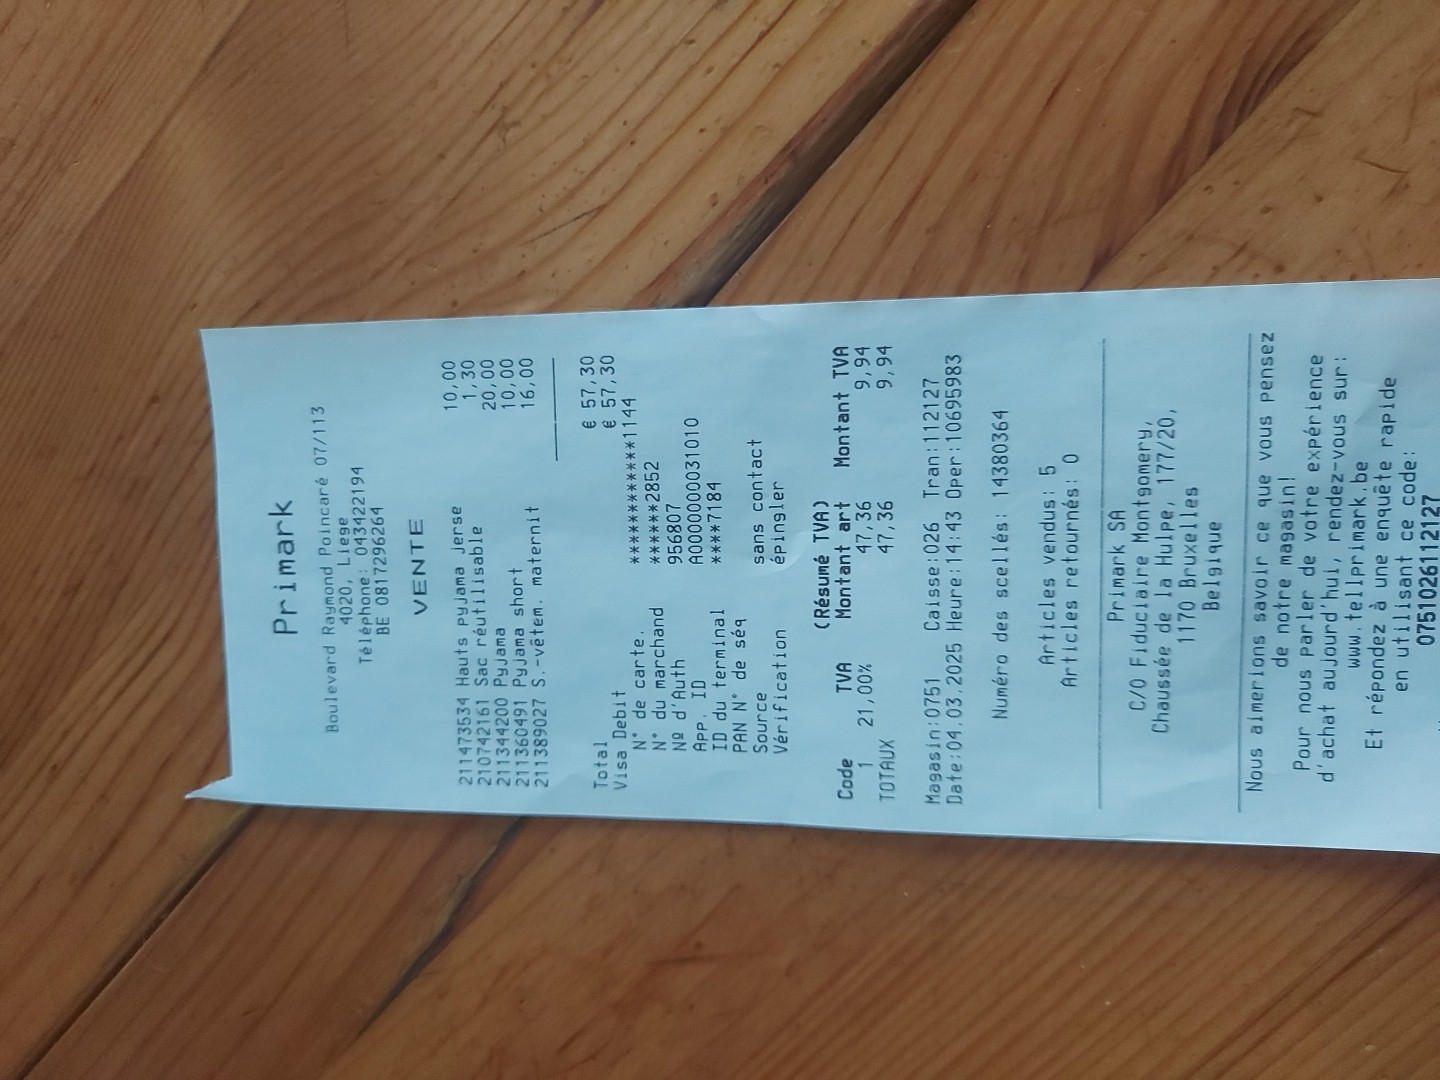 Primark
Boulevard Raymond Poincaré 07/113
4020, Liege
Téléphone: 043422194
BE 0817296264
VENTE
211473534 Hauts pyjama jerse 10,00
210742161 Sac réutilisable 1,30
211344200 Pyjama 20,00
211360491 Pyjama short 10,00
211389027 S.-vêtem. maternit 16,00
Total € 57,30
Visa Debit € 57,30
N° de carte. ************1144
N° du marchand ******2852
Nº d'Auth 956807
App. ID A0000000031010
ID du terminal ****7184
PAN N° de séq
Source sans contact
Vérification épingler
(Résumé TVA)
Code TVA Montant art Montant TVA
1 21,00% 47,36 9,94
TOTAUX 47,36 9,94
Magasin:0751 Caisse:026 Tran:112127
Date:04.03.2025 Heure:14:43 Oper:10695983
Numéro des scellés: 14380364
Articles vendus: 5
Articles retournés: 0
Primark SA
C/O Fiduciaire Montgomery,
Chaussée de la Hulpe, 177/20,
1170 Bruxelles
Belgique
Nous aimerions savoir ce que vous pensez
de notre magasin!
Pour nous parler de votre expérience
d'achat aujourd'hui, rendez-vous sur:
www.tellprimark.be
Et répondez à une enquête rapide
en utilisant ce code:
075102611212​7